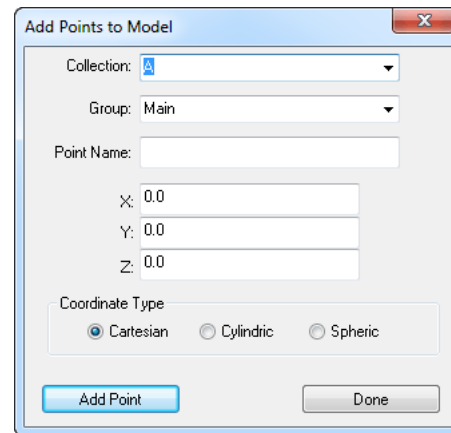 Add Points to Model
Collection: A
Group: Main
Point Name:
X: 0.0
Y: 0.0
Z: 0.0
Coordinate Type
Cartesian Cylindric Spheric
Add Point Done